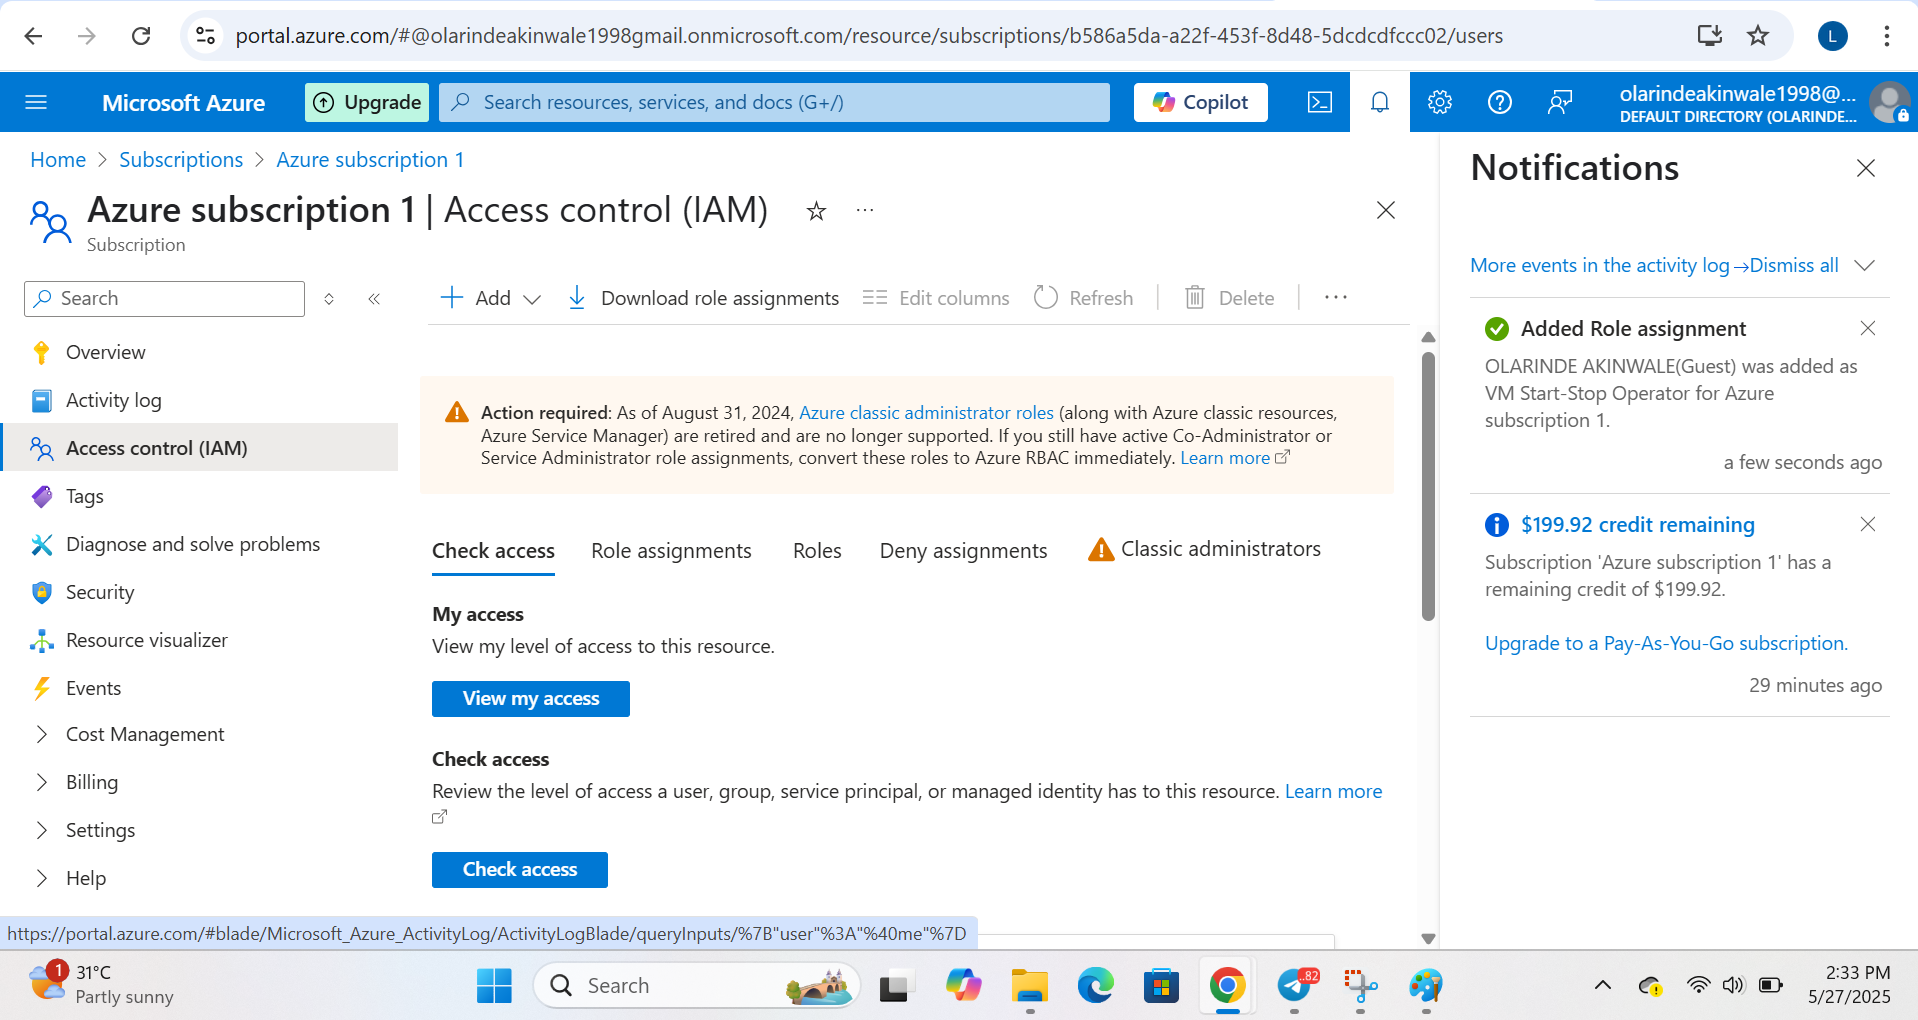 portal.azure.com/#@olarindeakinwale1998gmail.onmicrosoft.com/resource/subscriptions/b586a5da-a22f-453f-8d48-5dcdcdfccc02/users
L
Microsoft Azure
Upgrade
Search resources, services, and docs (G+/)
Copilot
olarindeakinwale1998@...
DEFAULT DIRECTORY (OLARINDE...
Home > Subscriptions > Azure subscription 1
Azure subscription 1 | Access control (IAM)
Subscription
Search
Overview
Activity log
Access control (IAM)
Tags
Diagnose and solve problems
Security
Resource visualizer
Events
Cost Management
Billing
Settings
Help
Add
Download role assignments
Edit columns
Refresh
Delete
Action required: As of August 31, 2024, Azure classic administrator roles (along with Azure classic resources,
Azure Service Manager) are retired and are no longer supported. If you still have active Co-Administrator or
Service Administrator role assignments, convert these roles to Azure RBAC immediately. Learn more
Check access
Role assignments
Roles
Deny assignments
Classic administrators
My access
View my level of access to this resource.
View my access
Check access
Review the level of access a user, group, service principal, or managed identity has to this resource. Learn more
Check access
Notifications
More events in the activity log →
Dismiss all
Added Role assignment
OLARINDE AKINWALE(Guest) was added as
VM Start-Stop Operator for Azure
subscription 1.
a few seconds ago
$199.92 credit remaining
Subscription 'Azure subscription 1' has a
remaining credit of $199.92.
Upgrade to a Pay-As-You-Go subscription.
29 minutes ago
https://portal.azure.com/#blade/Microsoft_Azure_ActivityLog/ActivityLogBlade/queryInputs/%7B"user"%3A"%40me"%7D
1
31°C
Partly sunny
Search
..82
2:33 PM
5/27/2025